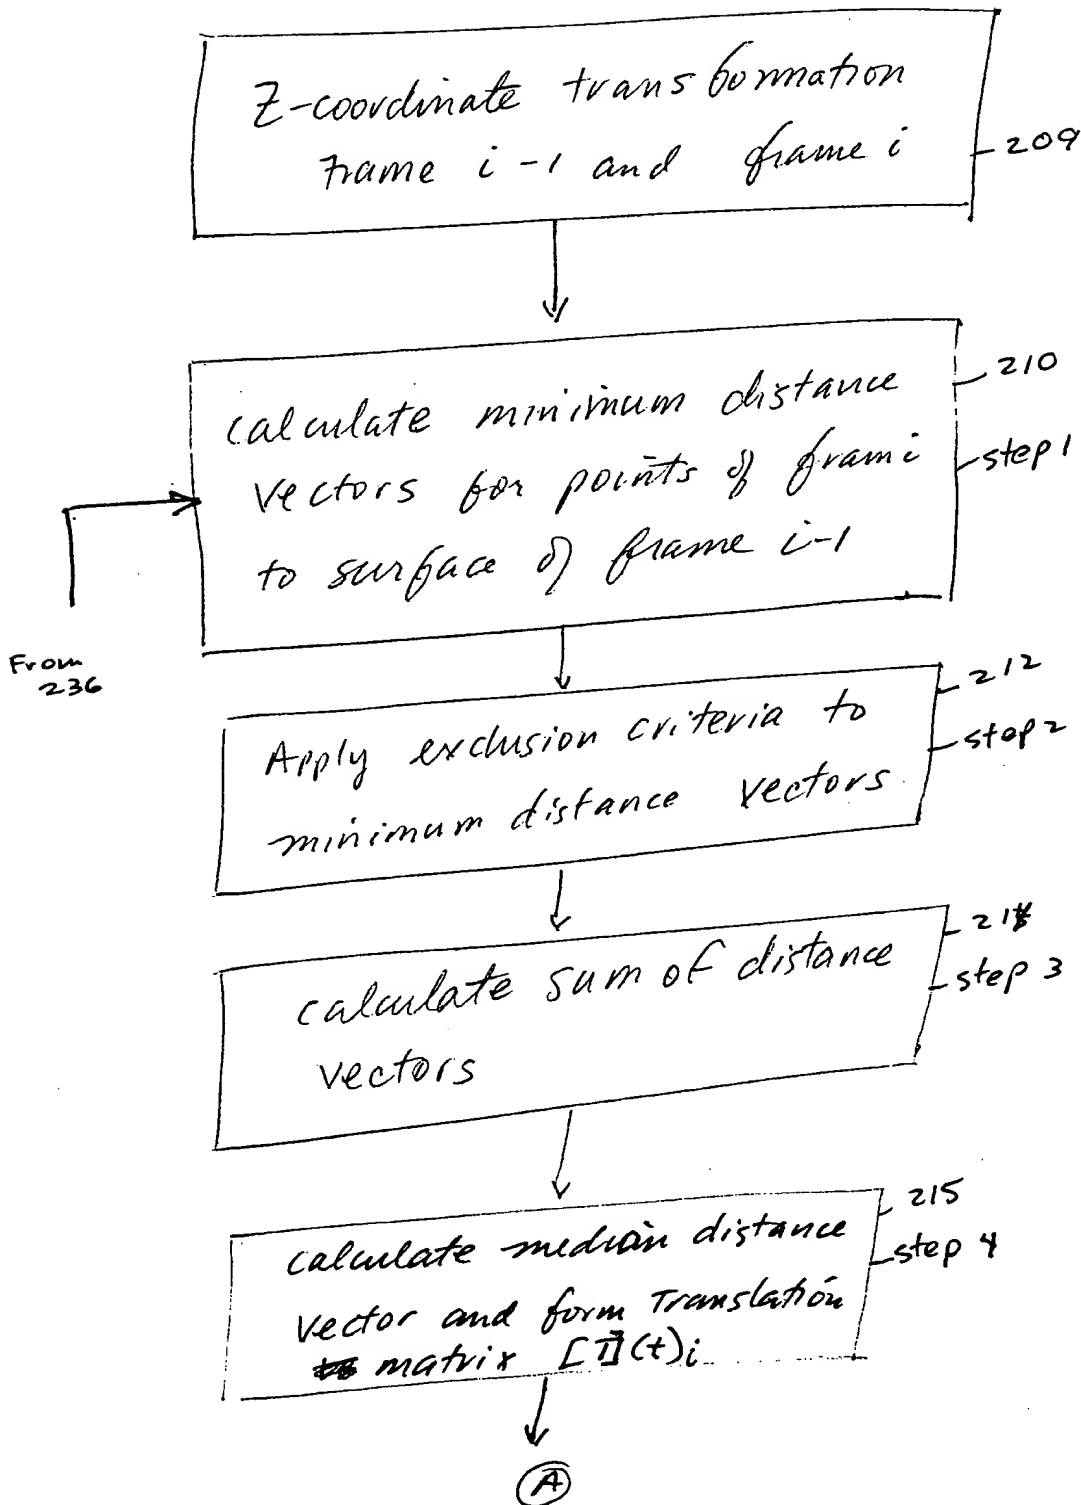 Z-coordinate transformation
Frame i-1 and frame i
209
calculate minimum distance
vectors for points of frame i
to surface of frame i-1
210
step 1
From
236
Apply exclusion criteria to
minimum distance vectors
212
step 2
calculate sum of distance
vectors
step 3
calculate median distance
vector and form Translation
matrix (t)i
215
step 4
A